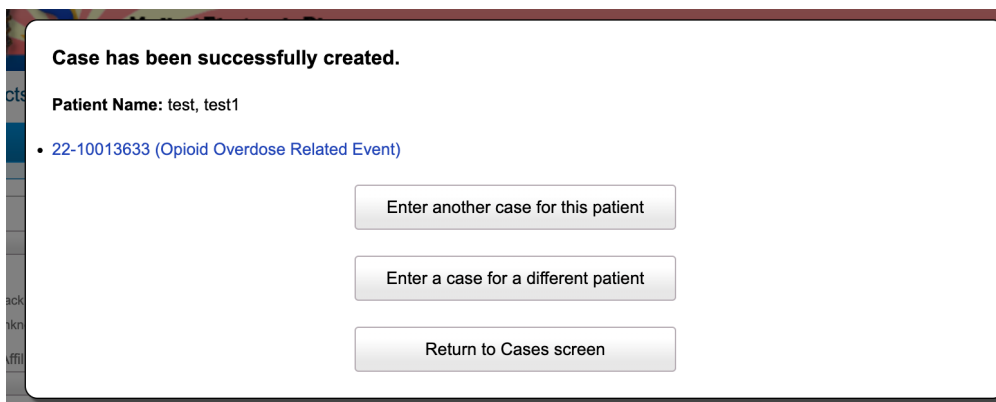 Case has been successfully created.
Patient Name: test, test1
22-10013633 (Opioid Overdose Related Event)
Enter another case for this patient
Enter a case for a different patient
Return to Cases screen